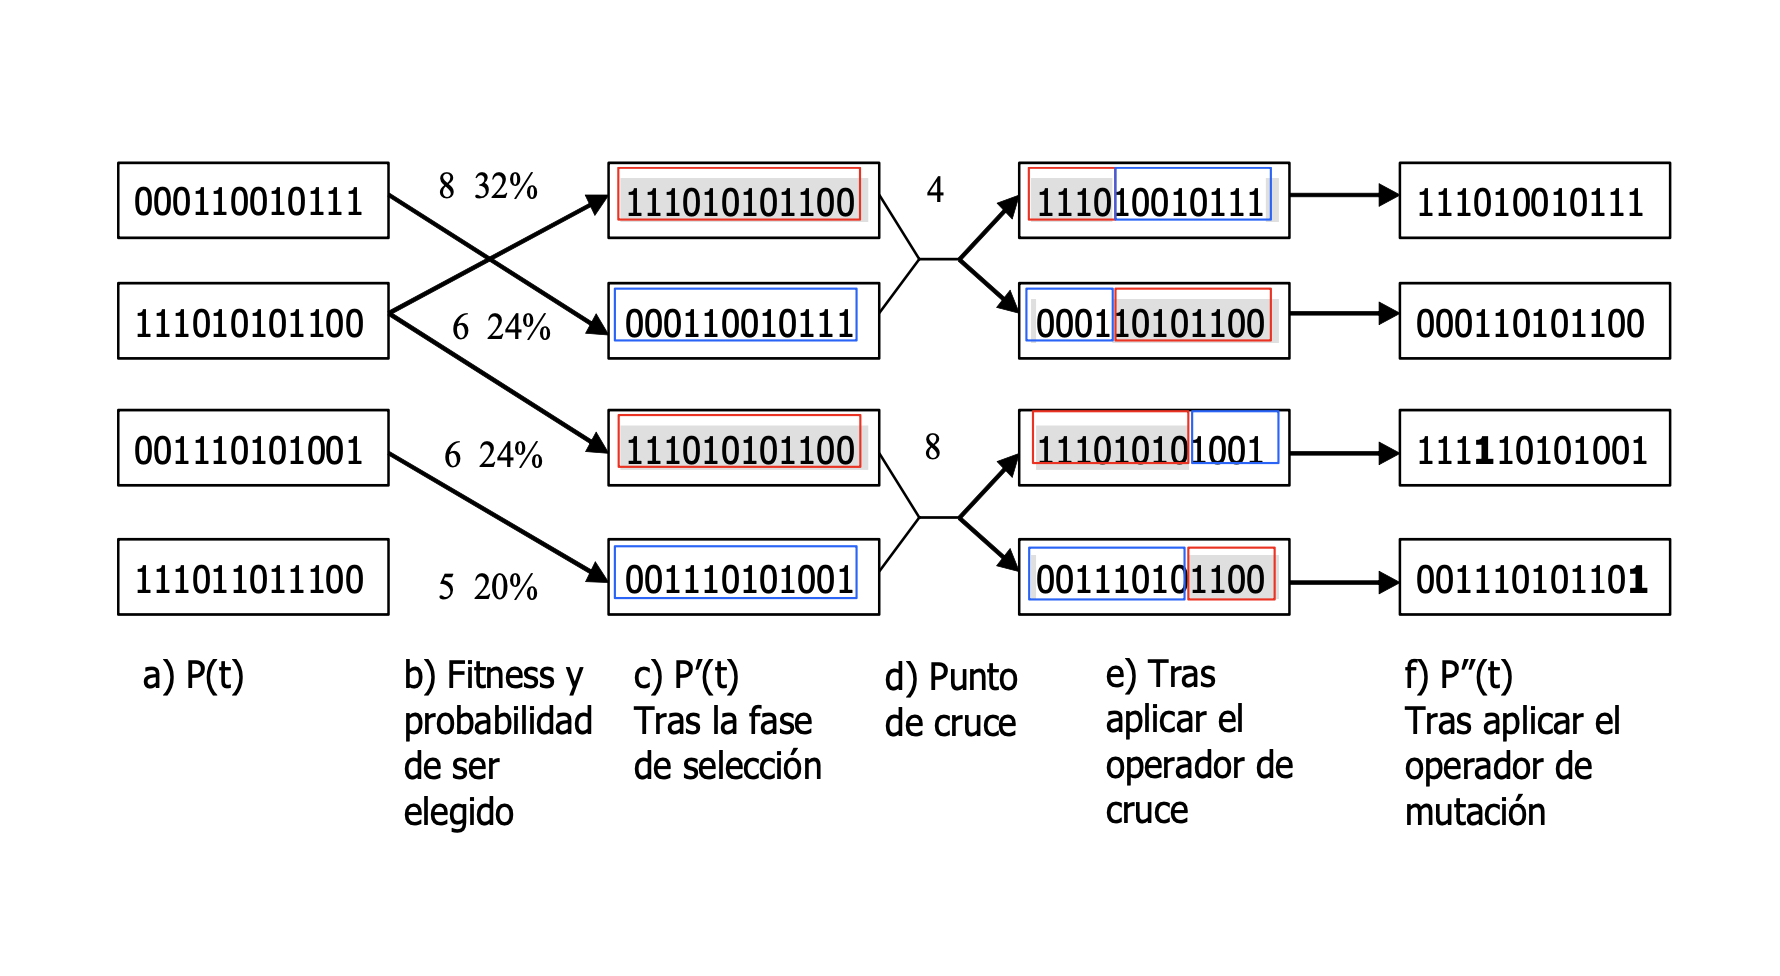 000110010111
8 32%
111010101100
4
111010010111
111010010111
111010101100
6 24%
000110010111
000110101100
000110101100
001110101001
6 24%
111010101100
8
111010101001
111110101001
111011011100
5 20%
001110101001
001110101100
001110101101
a) P(t)
b) Fitness y
probabilidad
de ser
elegido
c) P’(t)
Tras la fase
de selección
d) Punto
de cruce
e) Tras
aplicar el
operador de
cruce
f) P’’(t)
Tras aplicar el
operador de
mutación